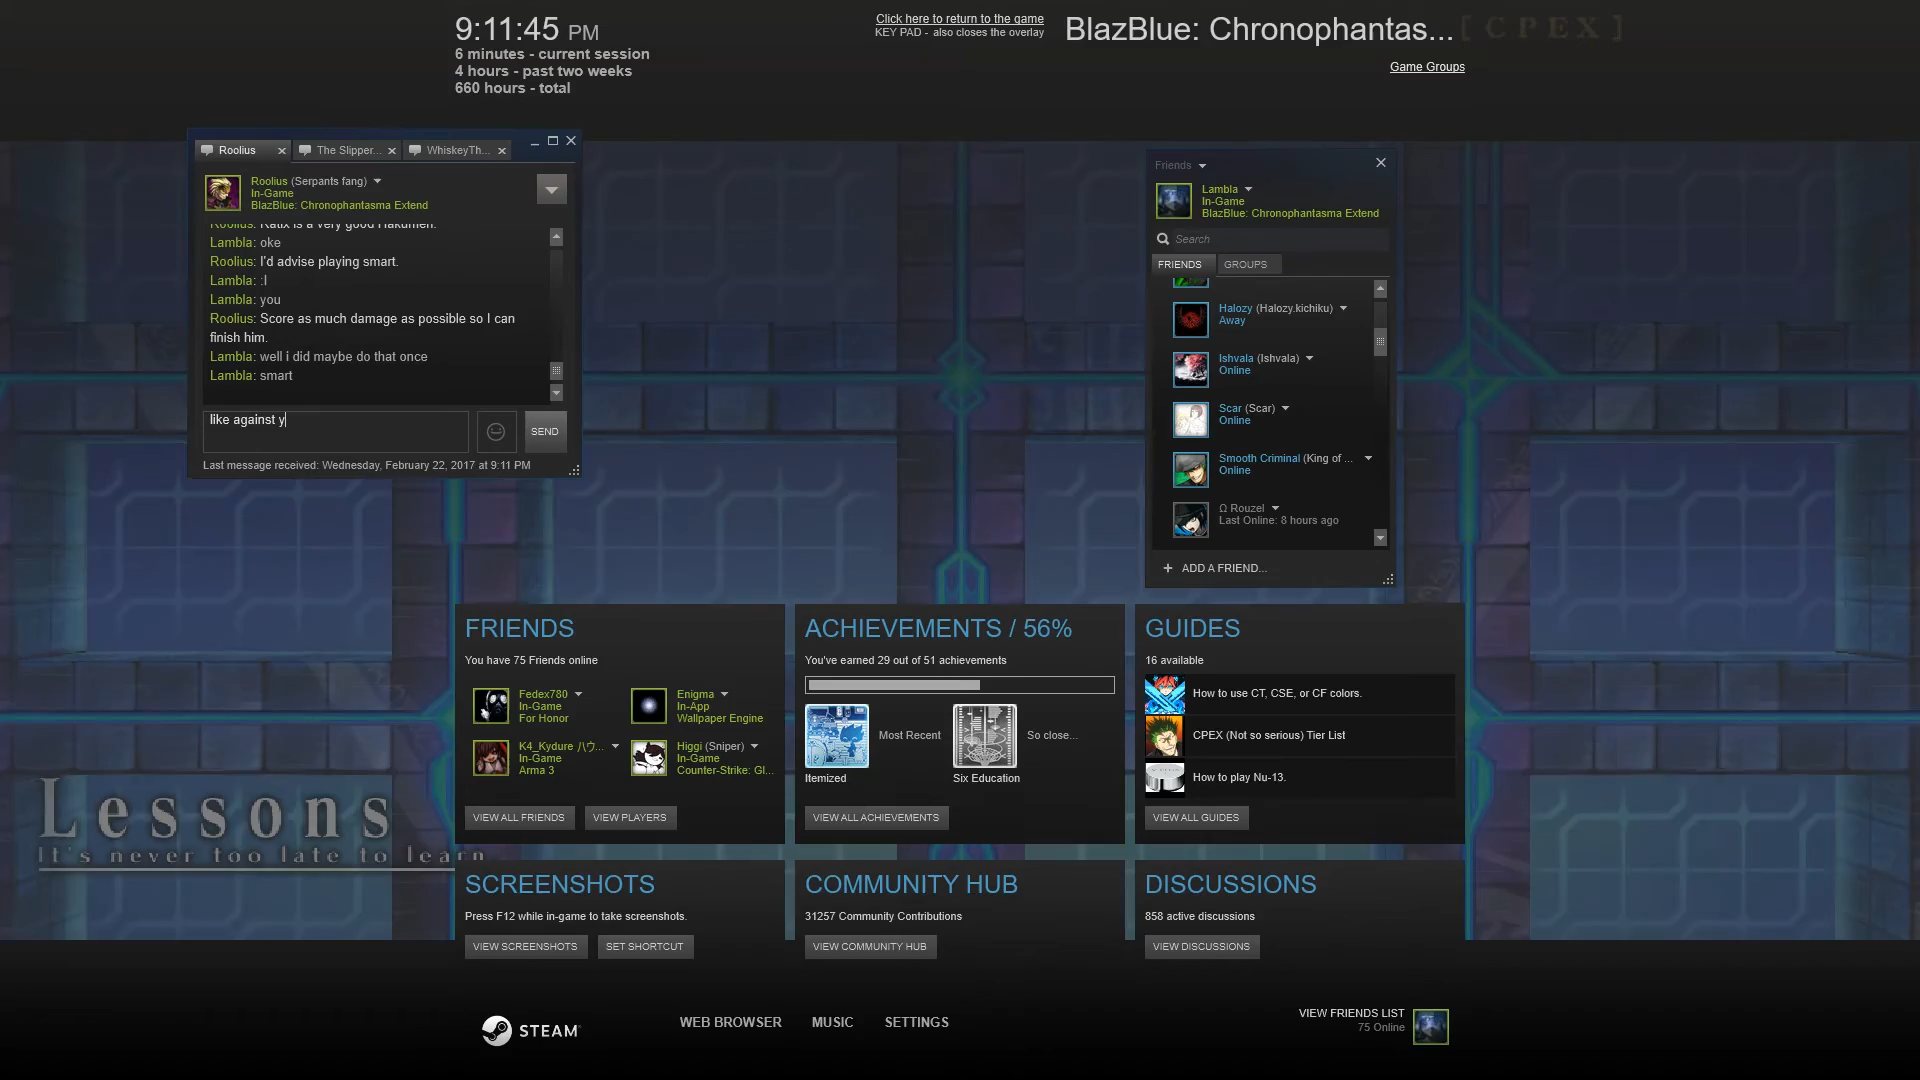 9:11:45 PM
6 minutes - current session
4 hours - past two weeks
660 hours - total
Click here to return to the game
KEY PAD - also closes the overlay
BlazBlue: Chronophantas...
[ C P E X ]
Game Groups
Roolius
The Slipper...
WhiskeyTh...
Roolius (Serpants fang)
In-Game
BlazBlue: Chronophantasma Extend
Roolius: Katix is a very good Hakumen.
Lambla: oke
Roolius: I'd advise playing smart.
Lambla: :I
Lambla: you
Roolius: Score as much damage as possible so I can
finish him.
Lambla: well i did maybe do that once
Lambla: smart
like against y
SEND
Last message received: Wednesday, February 22, 2017 at 9:11 PM
Friends
Lambla
In-Game
BlazBlue: Chronophantasma Extend
Search
FRIENDS
GROUPS
Halozy (Halozy.kichiku)
Away
Ishvala (Ishvala)
Online
Scar (Scar)
Online
Smooth Criminal (King of ...
Online
Ω Rouzel
Last Online: 8 hours ago
+ ADD A FRIEND...
FRIENDS
You have 75 Friends online
Fedex780
In-Game
For Honor
Enigma
In-App
Wallpaper Engine
K4_Kydure ハウ...
In-Game
Arma 3
Higgi (Sniper)
In-Game
Counter-Strike: Gl...
VIEW ALL FRIENDS
VIEW PLAYERS
ACHIEVEMENTS / 56%
You've earned 29 out of 51 achievements
Most Recent
So close...
Itemized
Six Education
VIEW ALL ACHIEVEMENTS
GUIDES
16 available
How to use CT, CSE, or CF colors.
CPEX (Not so serious) Tier List
How to play Nu-13.
VIEW ALL GUIDES
Lessons
It's never too late to learn
SCREENSHOTS
Press F12 while in-game to take screenshots.
VIEW SCREENSHOTS
SET SHORTCUT
COMMUNITY HUB
31257 Community Contributions
VIEW COMMUNITY HUB
DISCUSSIONS
858 active discussions
VIEW DISCUSSIONS
STEAM
WEB BROWSER
MUSIC
SETTINGS
VIEW FRIENDS LIST
75 Online